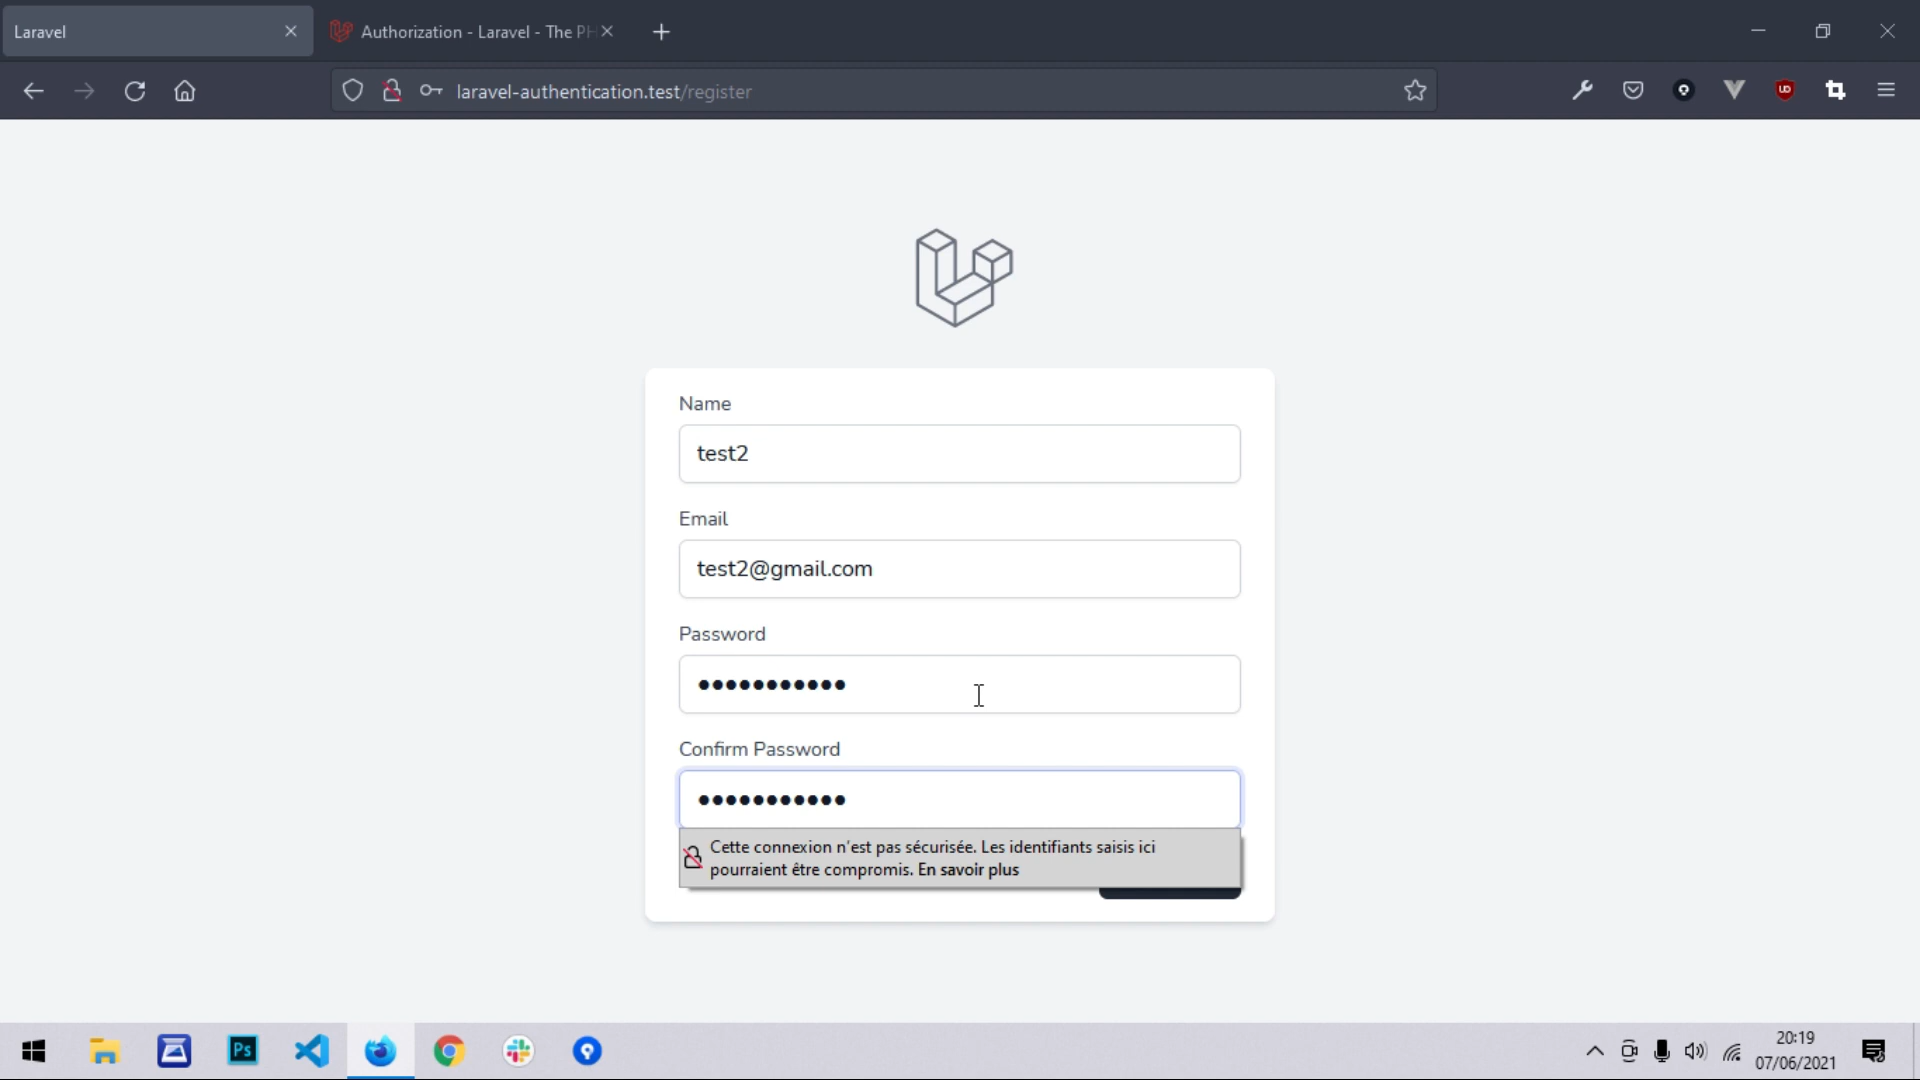 Laravel
Authorization - Laravel - The PH
laravel-authentication.test/register
Name
test2
Email
test2@gmail.com
Password
Confirm Password
Cette connexion n'est pas sécurisée. Les identifiants saisis ici
pourraient être compromis. En savoir plus
Ps
20:19
07/06/2021